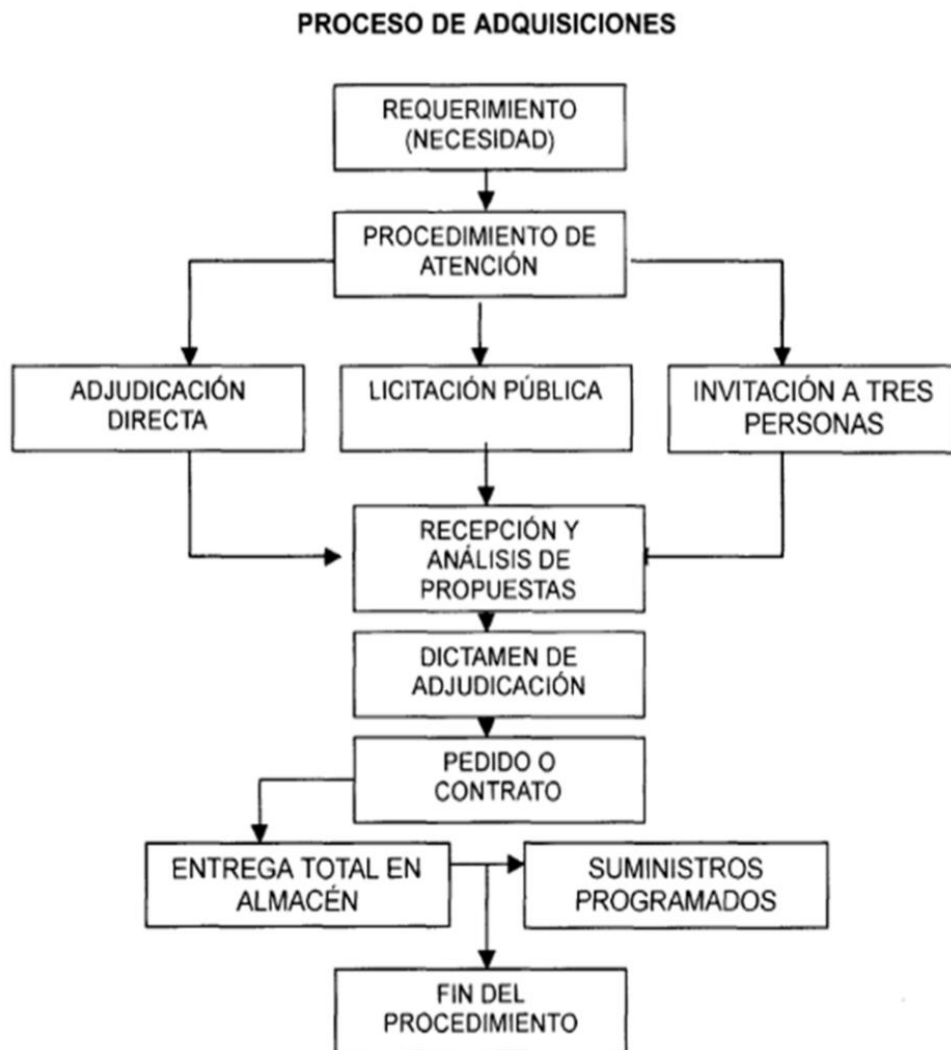 PROCESO DE ADQUISICIONES
REQUERIMIENTO
(NECESIDAD)
PROCEDIMIENTO DE
ATENCIÓN
ADJUDICACIÓN
DIRECTA
LICITACIÓN PÚBLICA
INVITACIÓN A TRES
PERSONAS
RECEPCIÓN Y
ANÁLISIS DE
PROPUESTAS
DICTAMEN DE
ADJUDICACIÓN
PEDIDO O
CONTRATO
ENTREGA TOTAL EN
ALMACÉN
SUMINISTROS
PROGRAMADOS
FIN DEL
PROCEDIMIENTO